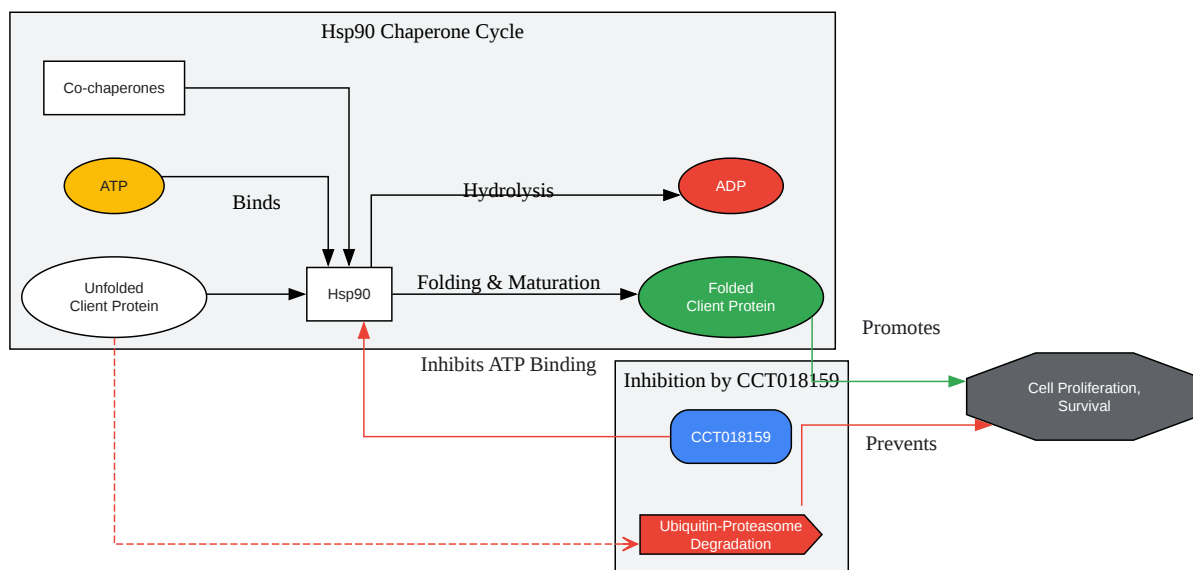 Hsp90 Chaperone Cycle
Co-chaperones
ATP
Binds
Hydrolysis
ADP
Unfolded
Client Protein
Hsp90
Folding & Maturation
Folded
Client Protein
Promotes
Inhibits ATP Binding
Inhibition by CCT018159
Cell Proliferation,
Survival
CCT018159
Prevents
Ubiquitin-Proteasome
Degradation